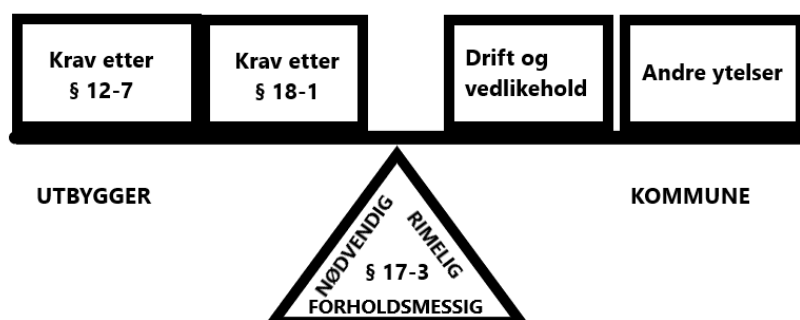 Krav etter
§ 12-7
Krav etter
§ 18-1
Drift og
vedlikehold
Andre ytelser
UTBYGGER
KOMMUNE
NØDVENDIG
RIMELIG
§ 17-3
FORHOLDSMESSIG